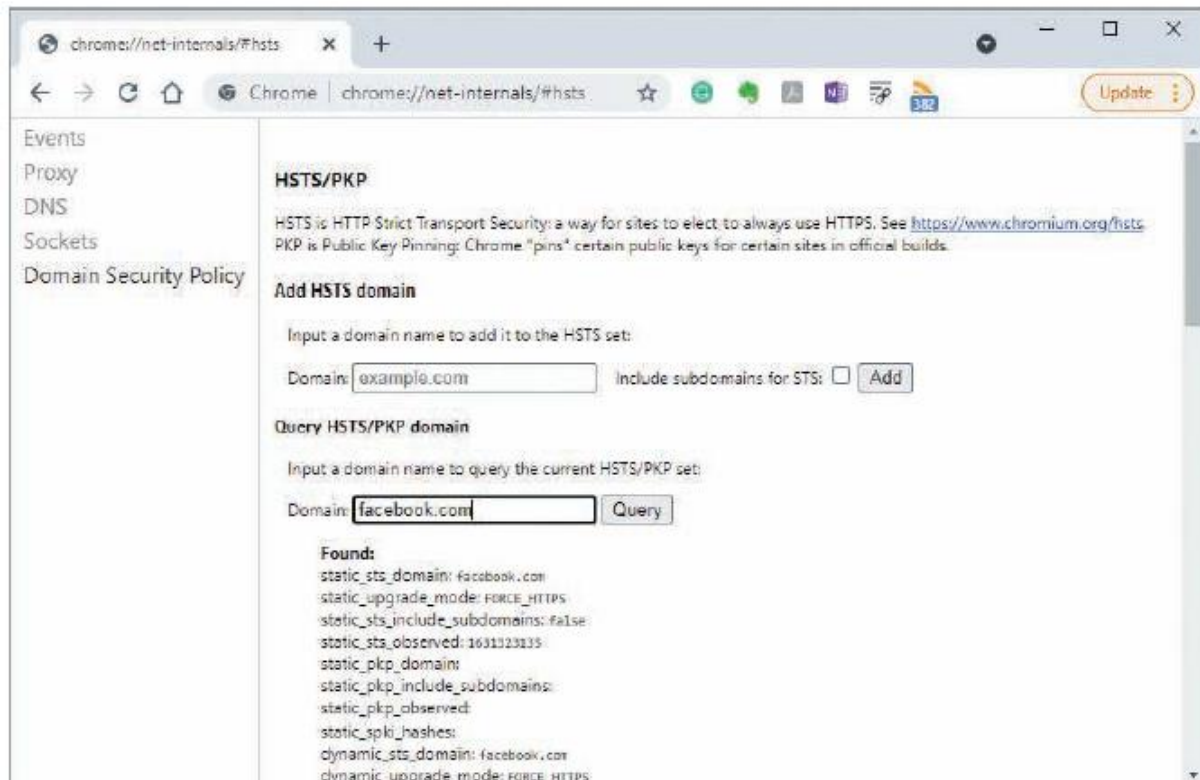 chrome://net-internals/#hsts
Chrome | chrome://net-internals/#hsts
382
Update
Events
Proxy
DNS
Sockets
Domain Security Policy
HSTS/PKP
HSTS is HTTP Strict Transport Security: a way for sites to elect to always use HTTPS. See https://www.chromium.org/hsts.
PKP is Public Key Pinning: Chrome "pins" certain public keys for certain sites in official builds.
Add HSTS domain
Input a domain name to add it to the HSTS set:
Domain: example.com Include subdomains for STS: Add
Query HSTS/PKP domain
Input a domain name to query the current HSTS/PKP set:
Domain: facebook.com Query
Found:
static_sts_domain: facebook.com
static_upgrade_mode: FORCE_HTTPS
static_sts_include_subdomains: false
static_sts_observed: 1631323135
static_pkp_domain:
static_pkp_include_subdomains:
static_pkp_observed:
static_spki_hashes:
dynamic_sts_domain: facebook.com
dynamic_upgrade_mode: FORCE_HTTPS